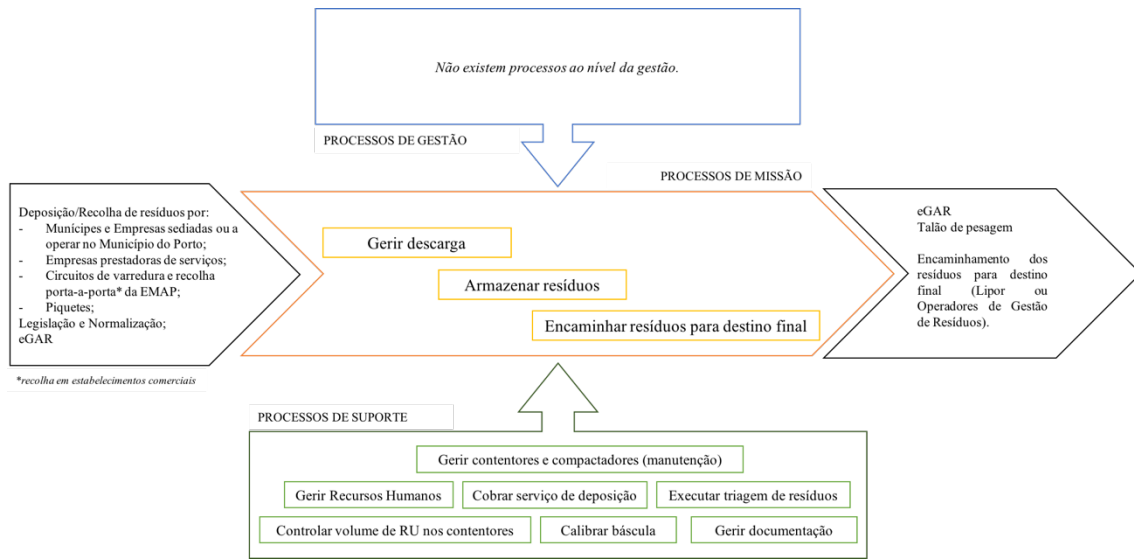 Não existem processos ao nível da gestão.
PROCESSOS DE GESTÃO
PROCESSOS DE MISSÃO
Deposição/Recolha de resíduos por:
- Munícipes e Empresas sediadas ou a
operar no Município do Porto;
- Empresas prestadoras de serviços;
- Circuitos de varredura e recolha
porta-a-porta* da EMAP;
- Piquetes;
Legislação e Normalização;
eGAR
*recolha em estabelecimentos comerciais
Gerir descarga
Armazenar resíduos
Encaminhar resíduos para destino final
eGAR
Talão de pesagem
Encaminhamento dos
resíduos para destino
final (Lipor ou
Operadores de Gestão
de Resíduos).
PROCESSOS DE SUPORTE
Gerir contentores e compactadores (manutenção)
Gerir Recursos Humanos
Cobrar serviço de deposição
Executar triagem de resíduos
Controlar volume de RU nos contentores
Calibrar báscula
Gerir documentação